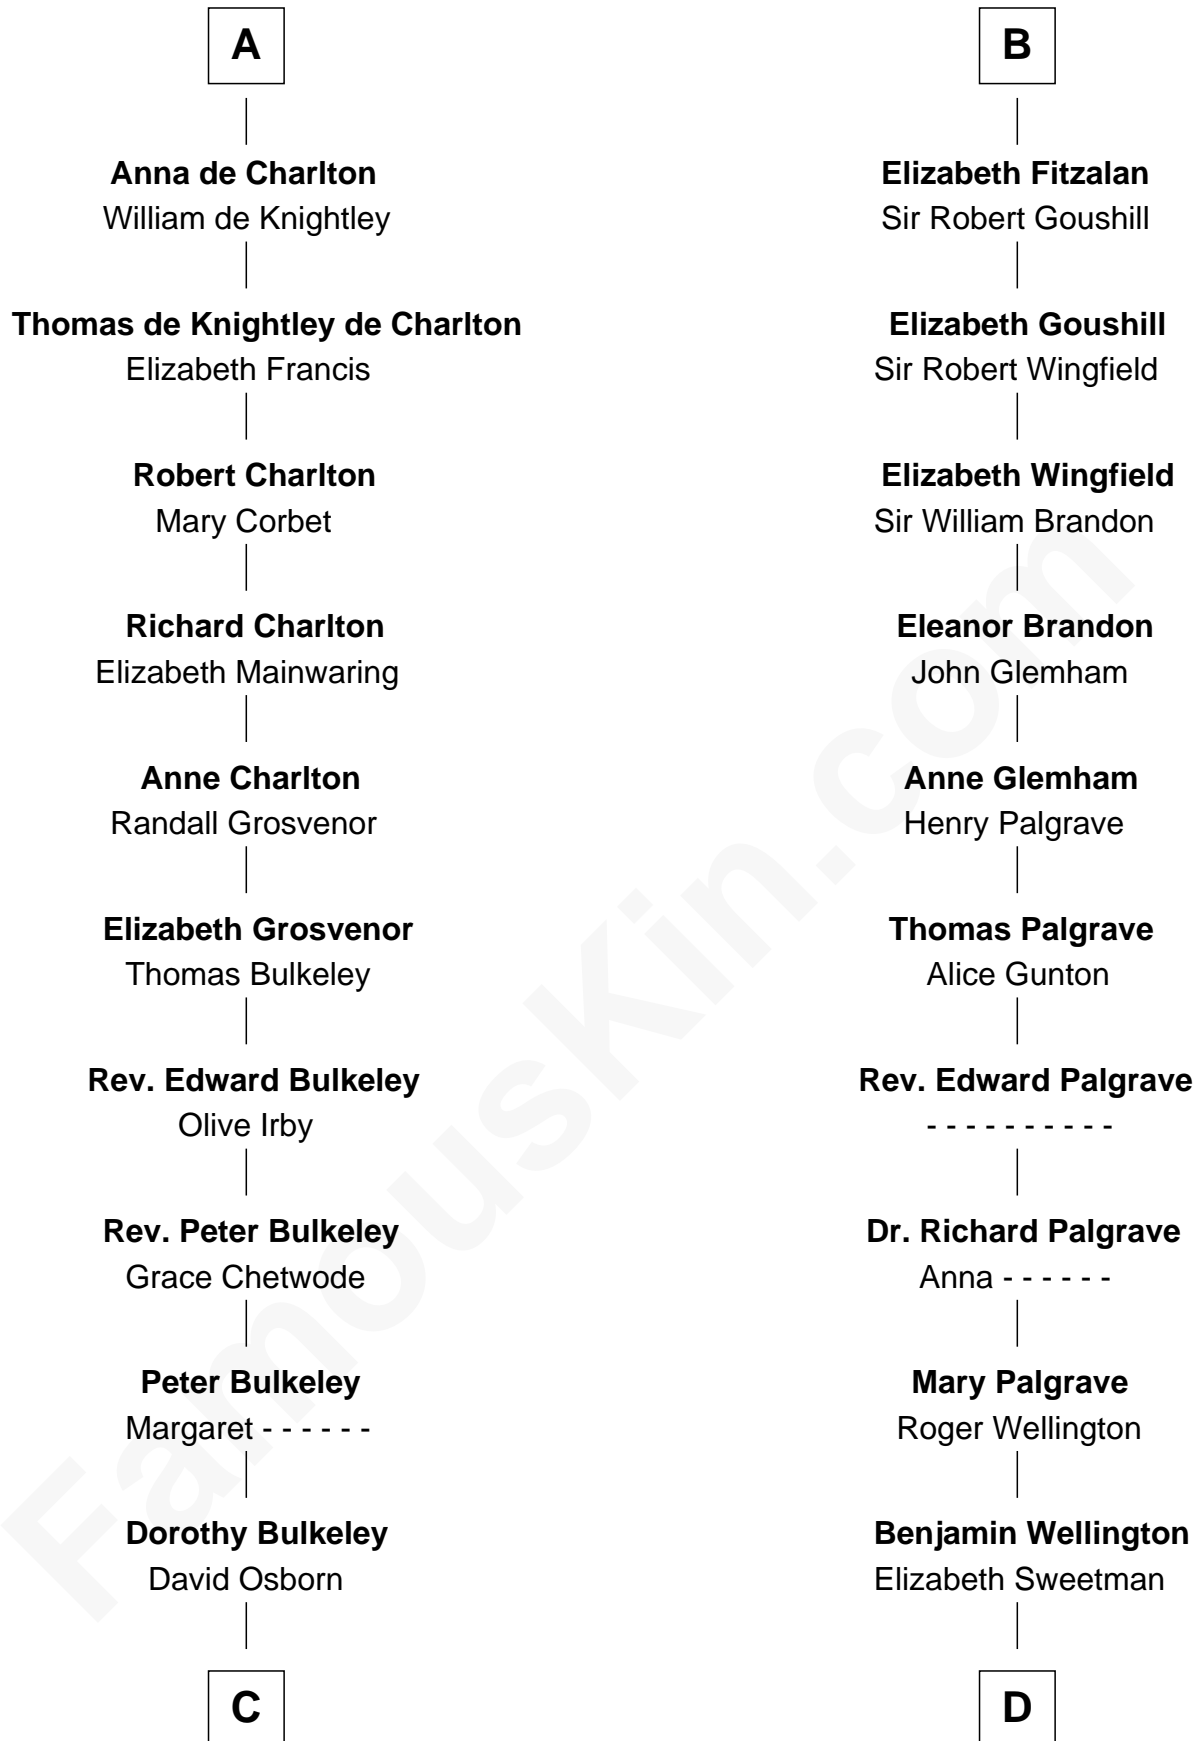 A
Anna de Charlton
William de Knightley
Thomas de Knightley de Charlton
Elizabeth Francis
Robert Charlton
Mary Corbet
Richard Charlton
Elizabeth Mainwaring
Anne Charlton
Randall Grosvenor
Elizabeth Grosvenor
Thomas Bulkeley
Rev. Edward Bulkeley
Olive Irby
Rev. Peter Bulkeley
Grace Chetwode
Peter Bulkeley
Margaret - - - - - -
Dorothy Bulkeley
David Osborn
C
B
Elizabeth Fitzalan
Sir Robert Goushill
Elizabeth Goushill
Sir Robert Wingfield
Elizabeth Wingfield
Sir William Brandon
Eleanor Brandon
John Glemham
Anne Glemham
Henry Palgrave
Thomas Palgrave
Alice Gunton
Rev. Edward Palgrave
- - - - - - - - - -
Dr. Richard Palgrave
Anna - - - - - -
Mary Palgrave
Roger Wellington
Benjamin Wellington
Elizabeth Sweetman
D
FamousKin.com